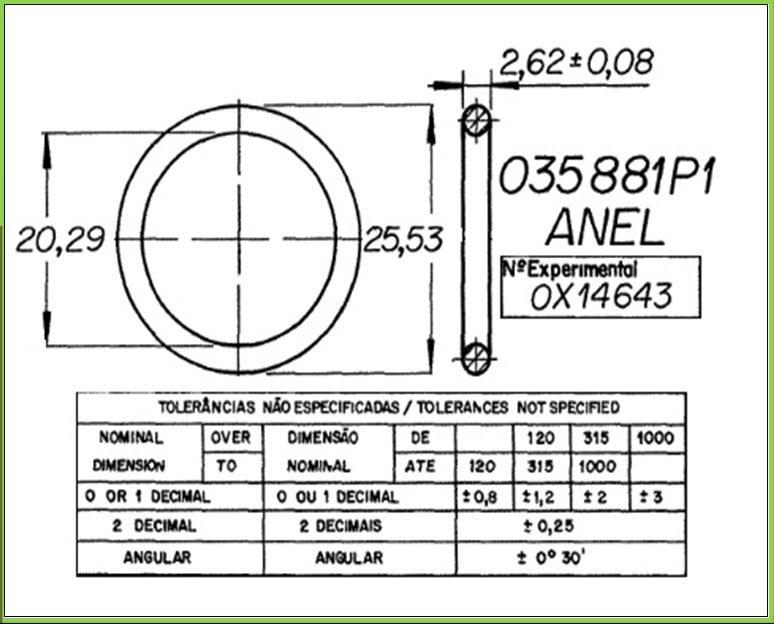 2,62±0,08
20,29
25,53
035881P1
ANEL
Nº Experimental
0X14643
TOLERÂNCIAS NÃO ESPECIFICADAS / TOLERANCES NOT SPECIFIED
NOMINAL OVER DIMENSÃO DE 120 315 1000
DIMENSION TO NOMINAL ATE 120 315 1000
0 OR 1 DECIMAL 0 OU 1 DECIMAL ±0,8 ±1,2 ±2 ±3
2 DECIMAL 2 DECIMAIS ±0,25
ANGULAR ANGULAR ± 0° 30'